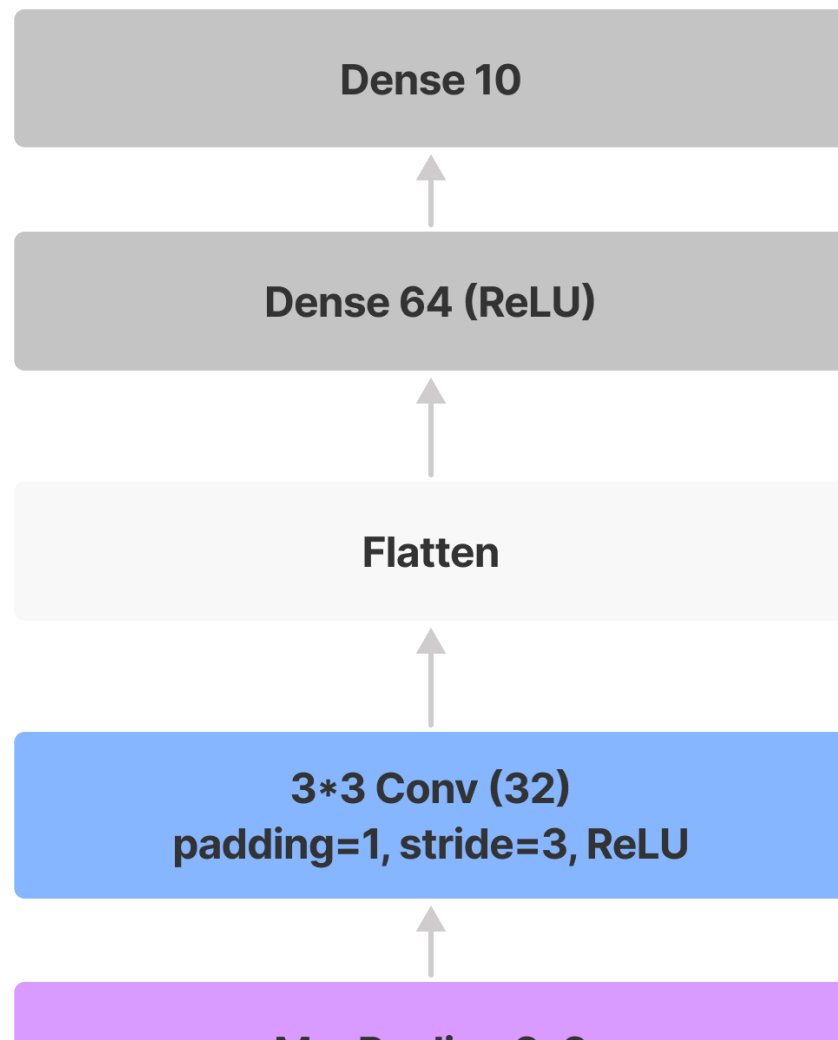 Dense 10
Dense 64 (ReLU)
Flatten
3*3 Conv (32)
padding=1, stride=3, ReLU